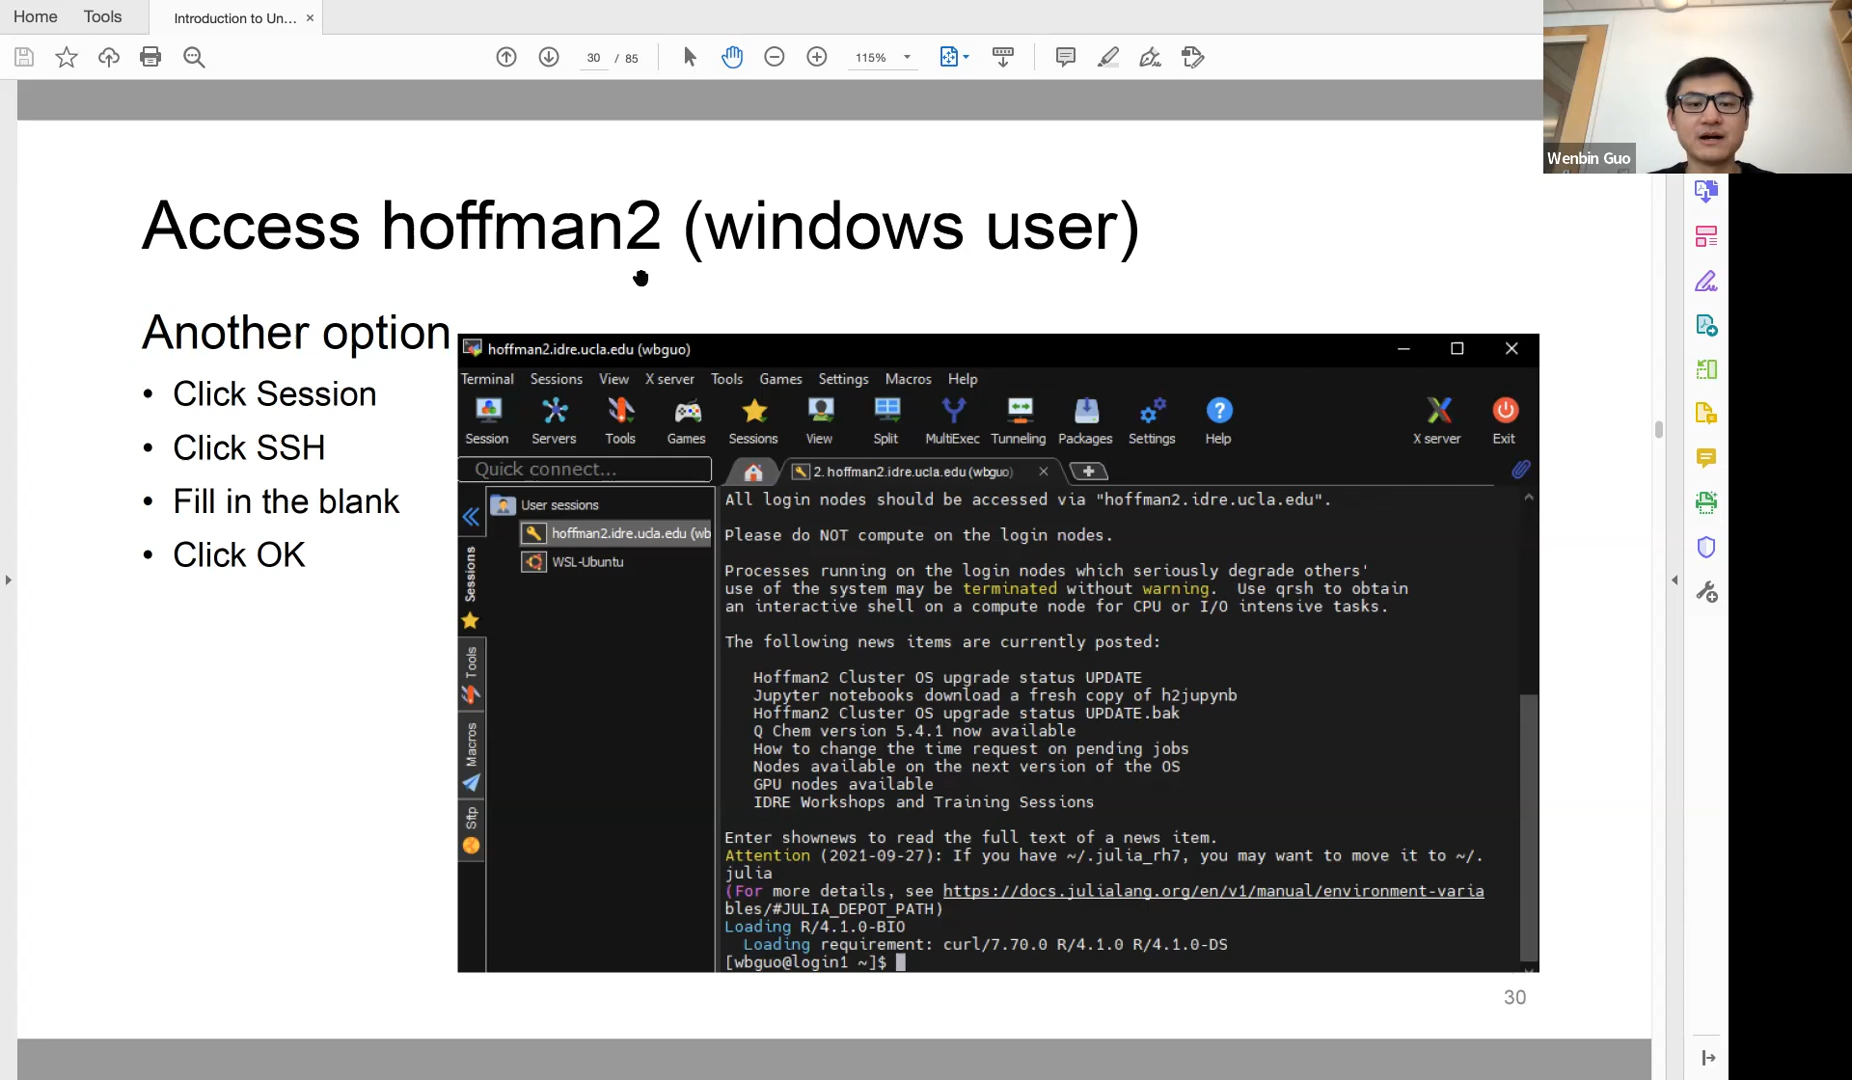 Home Tools Introduction to Un... ×
30 / 85 115%
Wenbin Guo
Access hoffman2 (windows user)
Another option
• Click Session
• Click SSH
• Fill in the blank
• Click OK
hoffman2.idre.ucla.edu (wbguo)
Terminal Sessions View X server Tools Games Settings Macros Help
Session Servers Tools Games Sessions View Split MultiExec Tunneling Packages Settings Help X server Exit
Quick connect...
2. hoffman2.idre.ucla.edu (wbguo)
User sessions
hoffman2.idre.ucla.edu (wb
WSL-Ubuntu
Sessions
Tools
Macros
Sftp
All login nodes should be accessed via "hoffman2.idre.ucla.edu".
Please do NOT compute on the login nodes.
Processes running on the login nodes which seriously degrade others'
use of the system may be terminated without warning. Use qrsh to obtain
an interactive shell on a compute node for CPU or I/O intensive tasks.
The following news items are currently posted:
Hoffman2 Cluster OS upgrade status UPDATE
Jupyter notebooks download a fresh copy of h2jupynb
Hoffman2 Cluster OS upgrade status UPDATE.bak
Q Chem version 5.4.1 now available
How to change the time request on pending jobs
Nodes available on the next version of the OS
GPU nodes available
IDRE Workshops and Training Sessions
Enter shownews to read the full text of a news item.
Attention (2021-09-27): If you have ~/.julia_rh7, you may want to move it to ~/.
julia
(For more details, see https://docs.julialang.org/en/v1/manual/environment-varia
bles/#JULIA_DEPOT_PATH)
Loading R/4.1.0-BIO
Loading requirement: curl/7.70.0 R/4.1.0 R/4.1.0-DS
[wbguo@login1 ~]$
30